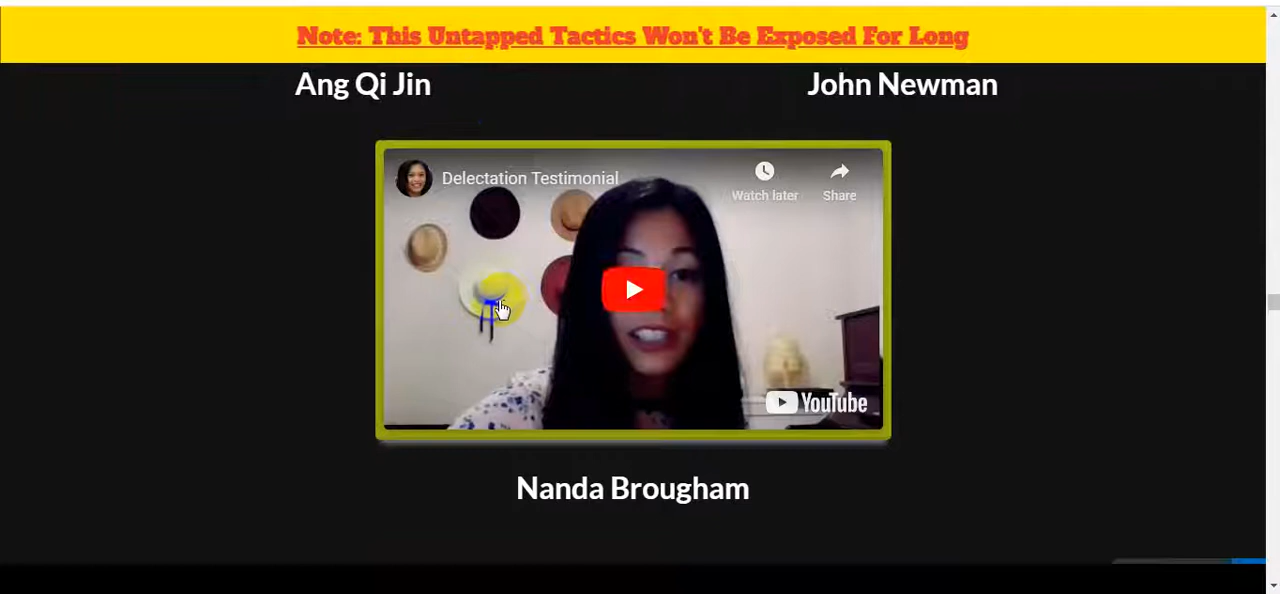 Note: This Untapped Tactics Won't Be Exposed For Long
Ang Qi Jin
John Newman
Delectation Testimonial
Watch later
Share
YouTube
Nanda Brougham